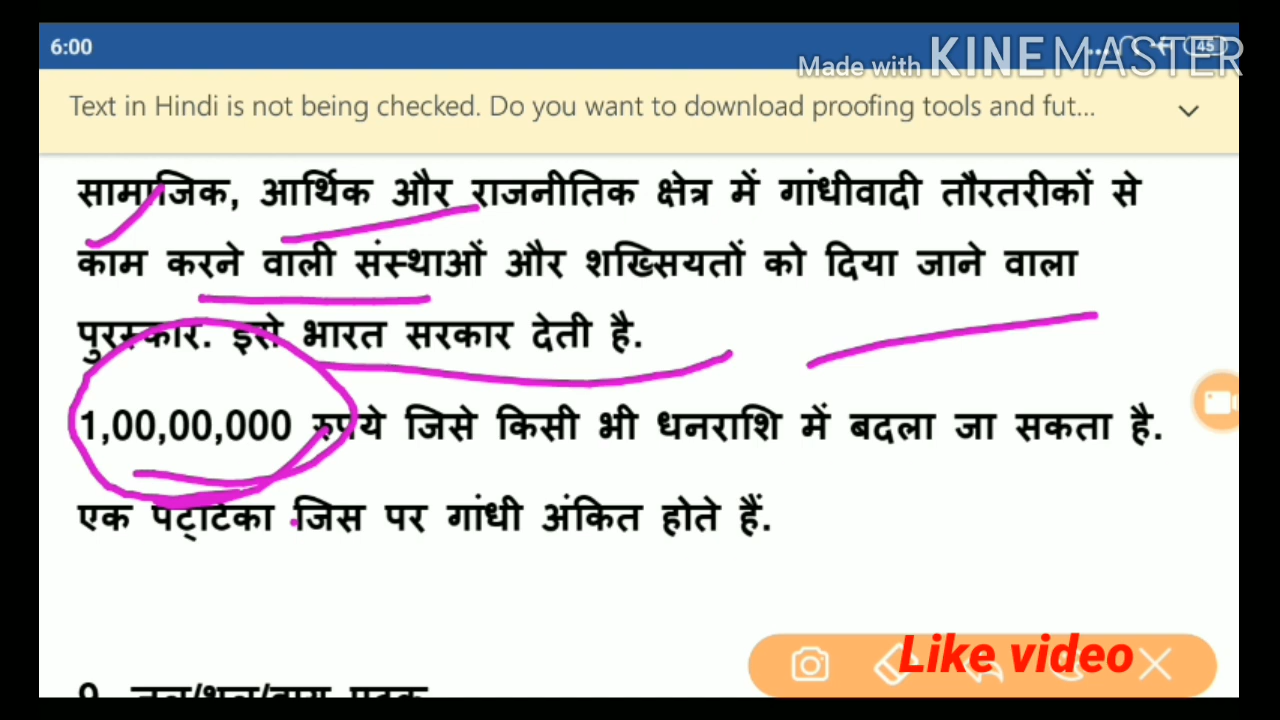 6:00
Made with KINEMASTER
45
Text in Hindi is not being checked. Do you want to download proofing tools and fut...
सामाजिक, आर्थिक और राजनीतिक क्षेत्र में गांधीवादी तौरतरीकों से
काम करने वाली संस्थाओं और शख्सियतों को दिया जाने वाला
पुरस्कार. इसे भारत सरकार देती है.
1,00,00,000 रुपये जिसे किसी भी धनराशि में बदला जा सकता है.
एक पट्टिका जिस पर गांधी अंकित होते हैं.
Like video